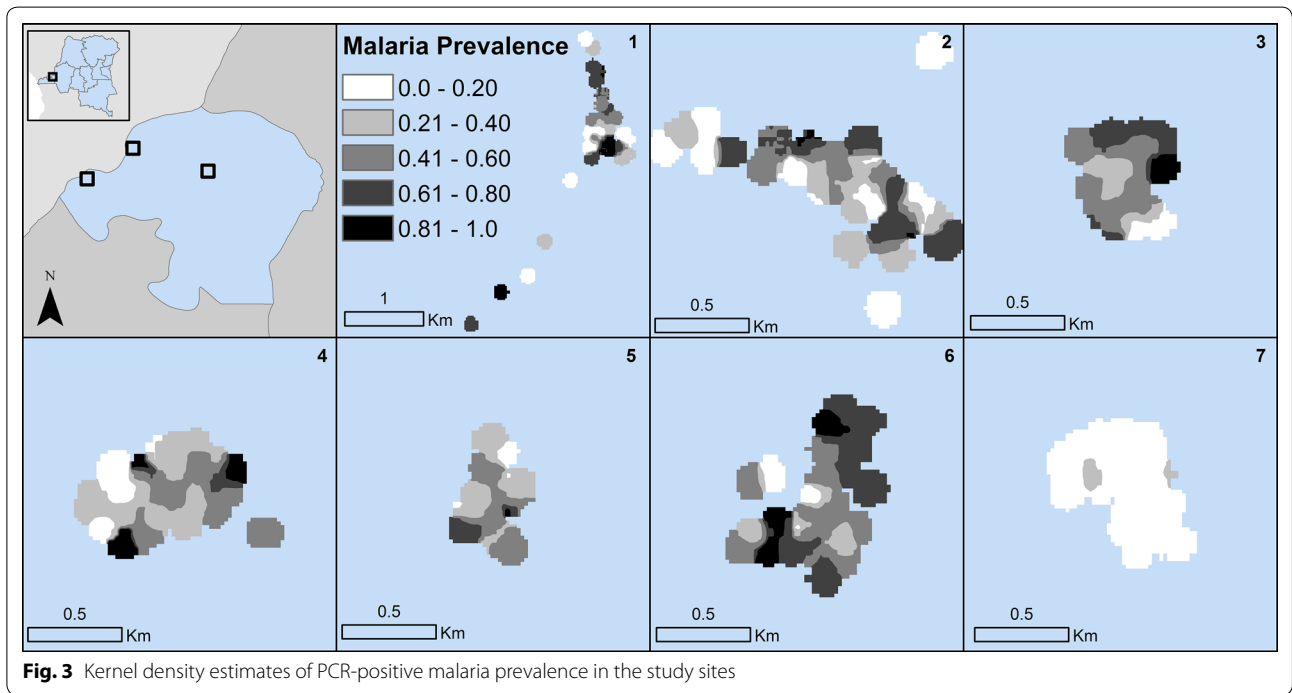 N
Malaria Prevalence
0.0 - 0.20
0.21 - 0.40
0.41 - 0.60
0.61 - 0.80
0.81 - 1.0
1
1
Km
2
0.5
Km
3
0.5
Km
4
0.5
Km
5
0.5
Km
6
0.5
Km
7
0.5
Km
Fig. 3 Kernel density estimates of PCR-positive malaria prevalence in the study sites